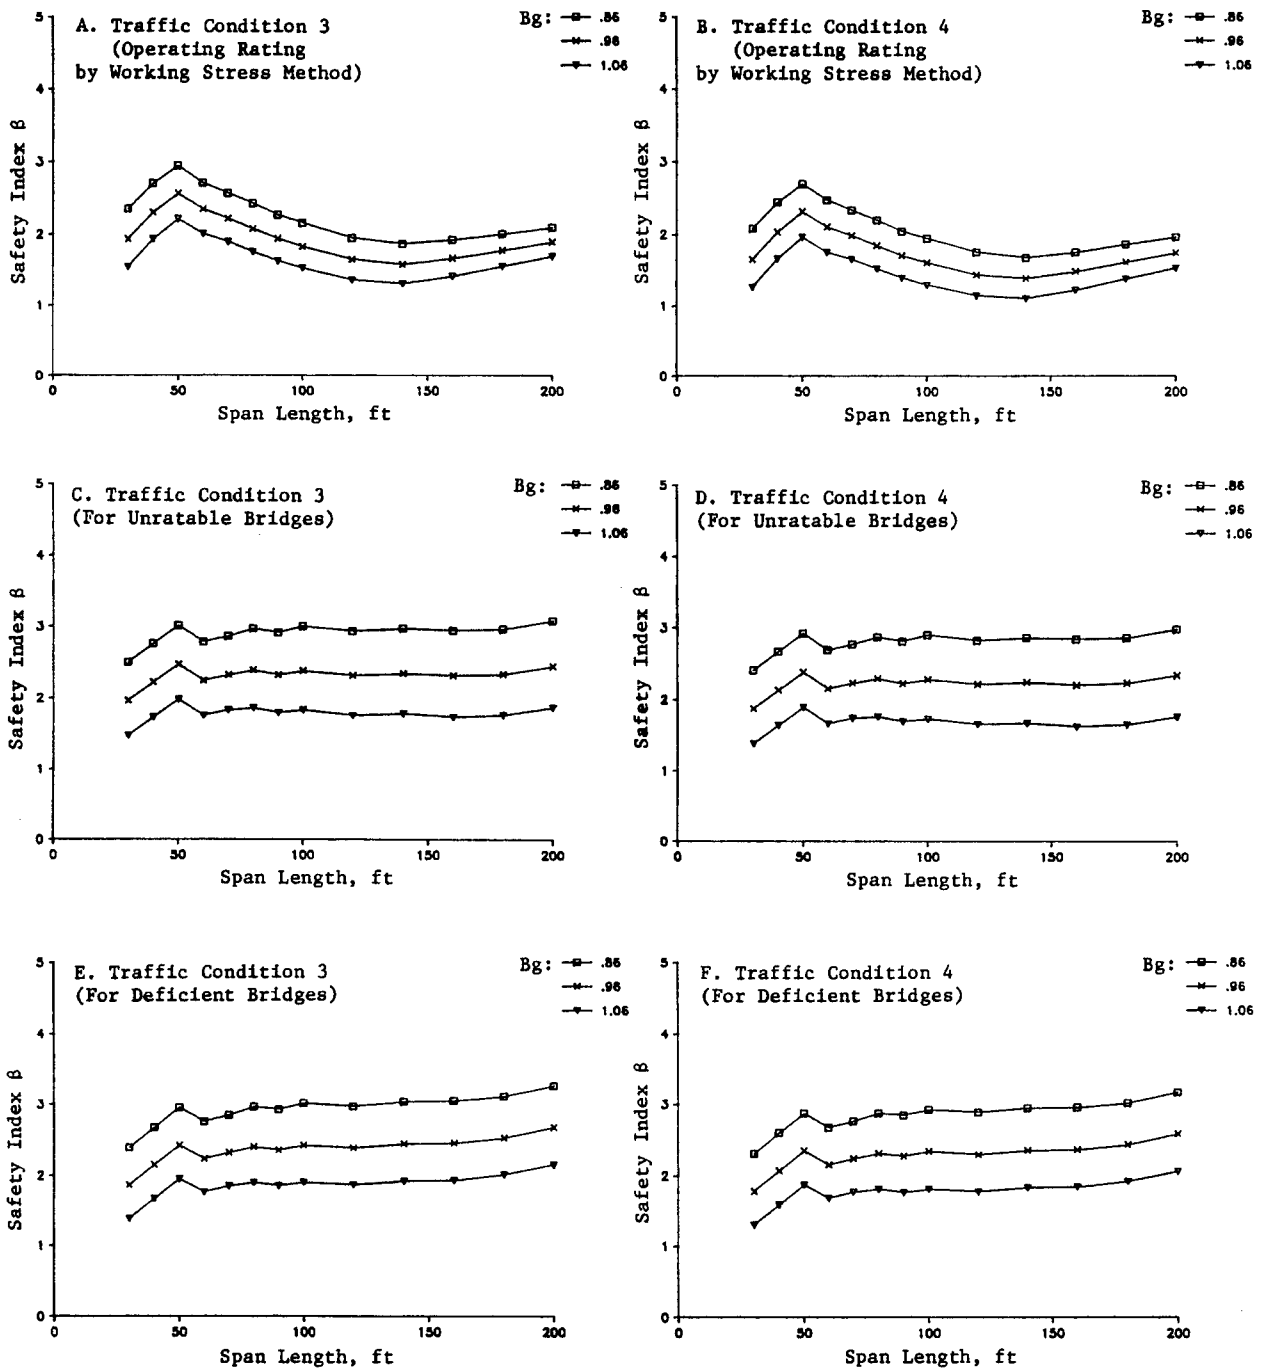 A. Traffic Condition 3
(Operating Rating
by Working Stress Method)
Bg: .86
.96
1.06
5
4
3
2
1
0
Safety Index β
0 50 100 150 200
Span Length, ft
B. Traffic Condition 4
(Operating Rating
by Working Stress Method)
Bg: .86
.96
1.06
5
4
3
2
1
0
Safety Index β
0 50 100 150 200
Span Length, ft
C. Traffic Condition 3
(For Unratable Bridges)
Bg: .86
.96
1.06
5
4
3
2
1
0
Safety Index β
0 50 100 150 200
Span Length, ft
D. Traffic Condition 4
(For Unratable Bridges)
Bg: .86
.96
1.06
5
4
3
2
1
0
Safety Index β
0 50 100 150 200
Span Length, ft
E. Traffic Condition 3
(For Deficient Bridges)
Bg: .86
.96
1.06
5
4
3
2
1
0
Safety Index β
0 50 100 150 200
Span Length, ft
F. Traffic Condition 4
(For Deficient Bridges)
Bg: .86
.96
1.06
5
4
3
2
1
0
Safety Index β
0 50 100 150 200
Span Length, ft